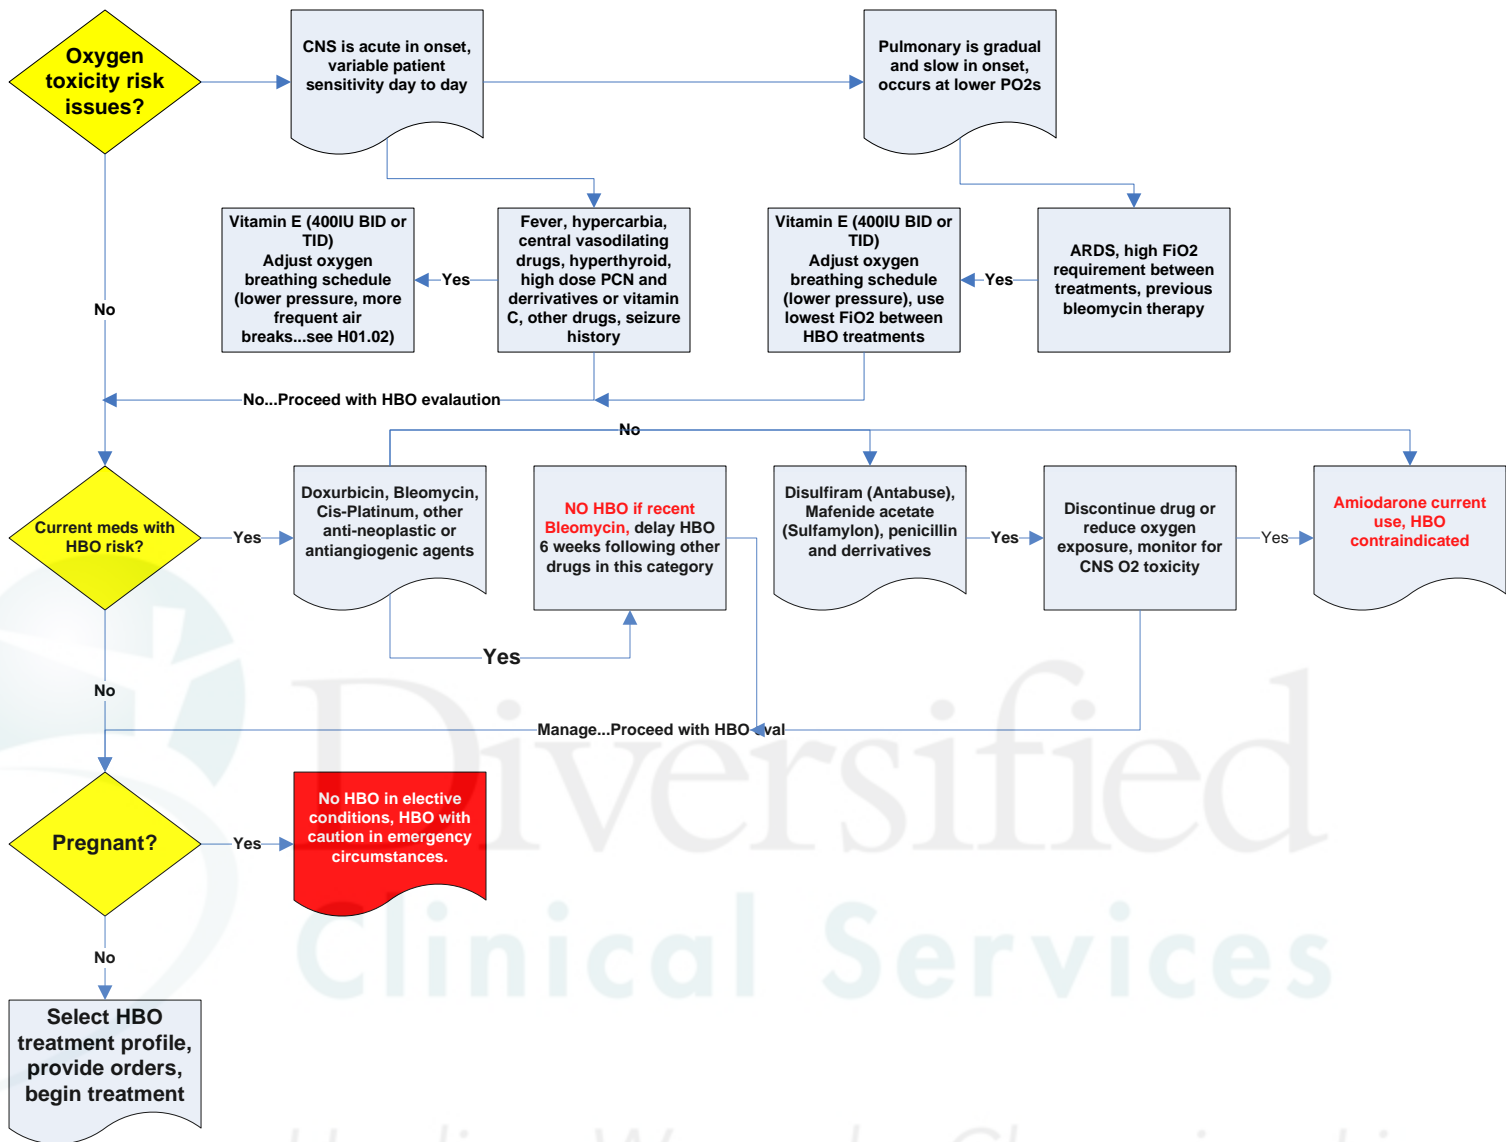 Oxygen
toxicity risk
issues?
CNS is acute in onset,
variable patient
sensitivity day to day
Pulmonary is gradual
and slow in onset,
occurs at lower PO2s
Vitamin E (400IU BID or
TID)
Adjust oxygen
breathing schedule
(lower pressure, more
frequent air
breaks...see H01.02)
Yes
Fever, hypercarbia,
central vasodilating
drugs, hyperthyroid,
high dose PCN and
derrivatives or vitamin
C, other drugs, seizure
history
Vitamin E (400IU BID or
TID)
Adjust oxygen
breathing schedule
(lower pressure), use
lowest FiO2 between
HBO treatments
Yes
ARDS, high FiO2
requirement between
treatments, previous
bleomycin therapy
No
No...Proceed with HBO evalaution
No
Current meds with
HBO risk?
Yes
Doxurbicin, Bleomycin,
Cis-Platinum, other
anti-neoplastic or
antiangiogenic agents
NO HBO if recent
Bleomycin, delay HBO
6 weeks following other
drugs in this category
Disulfiram (Antabuse),
Mafenide acetate
(Sulfamylon), penicillin
and derrivatives
Yes
Discontinue drug or
reduce oxygen
exposure, monitor for
CNS O2 toxicity
Yes
Amiodarone current
use, HBO
contraindicated
Yes
No
Manage...Proceed with HBO eval
Pregnant?
Yes
No HBO in elective
conditions, HBO with
caution in emergency
circumstances.
Diversified
Clinical Services
No
Select HBO
treatment profile,
provide orders,
begin treatment